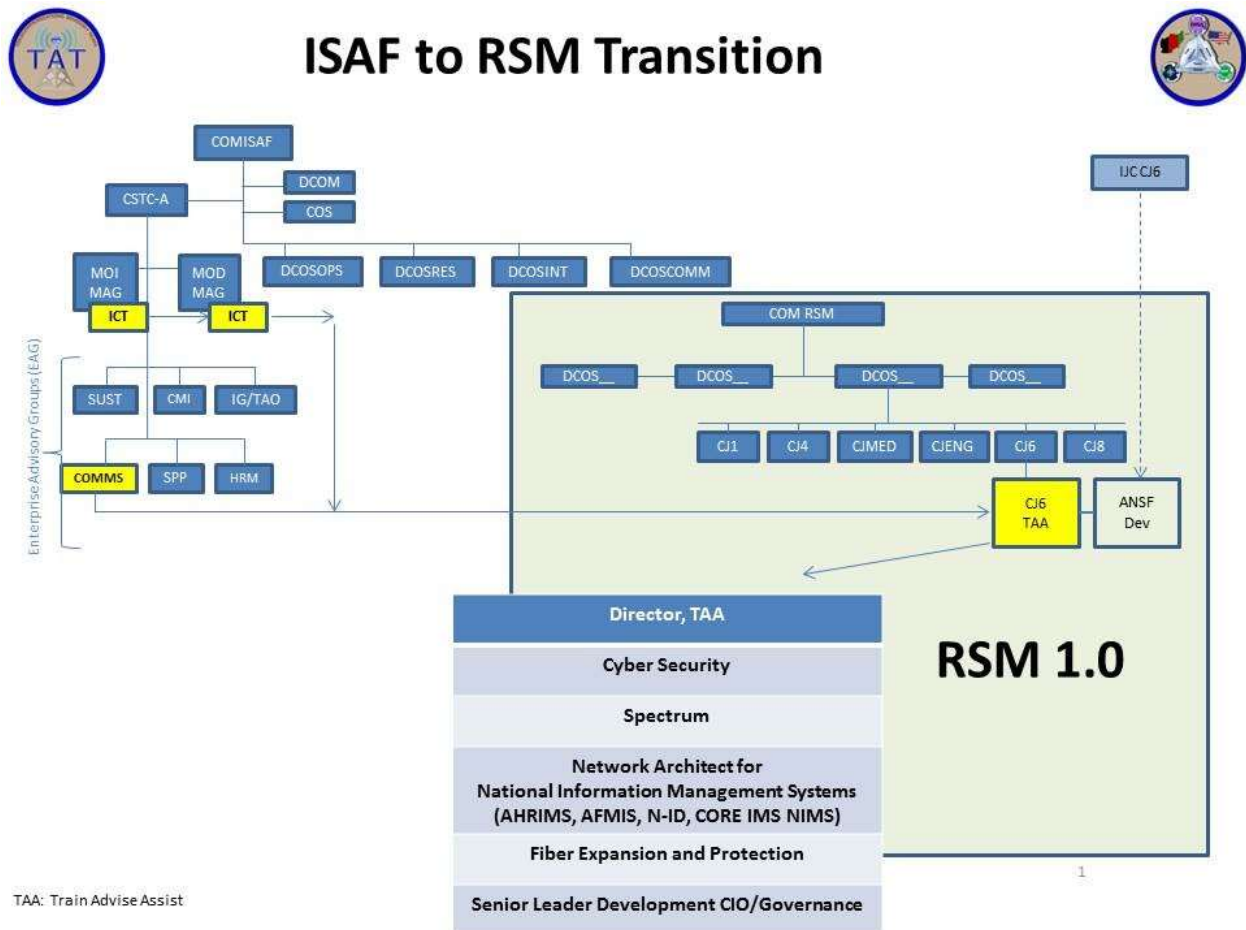 TAT
ISAF to RSM Transition
COMISAF
DCOM
CSTC-A
COS
IJC CJ6
MOI
MAG
MOD
MAG
DCOSOPS
DCOSRES
DCOSINT
DCOSCOMM
ICT
ICT
COM RSM
Enterprise Advisory Groups (EAG)
DCOS__
DCOS__
DCOS__
DCOS__
SUST
CMI
IG/TAO
CJ1
CJ4
CJMED
CJENG
CJ6
CJ8
COMMS
SPP
HRM
CJ6
TAA
ANSF
Dev
Director, TAA
Cyber Security
Spectrum
Network Architect for
National Information Management Systems
(AHRIMS, AFMIS, N-ID, CORE IMS NIMS)
Fiber Expansion and Protection
Senior Leader Development CIO/Governance
RSM 1.0
1
TAA: Train Advise Assist